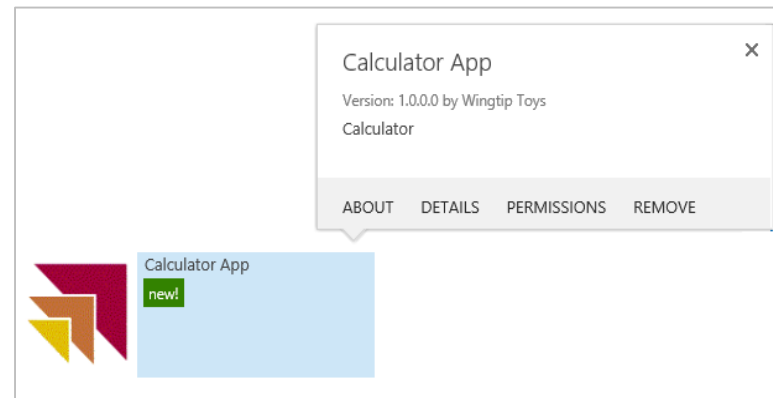 Calculator App
Version: 1.0.0.0 by Wingtip Toys
Calculator
ABOUT DETAILS PERMISSIONS REMOVE
Calculator App
new!